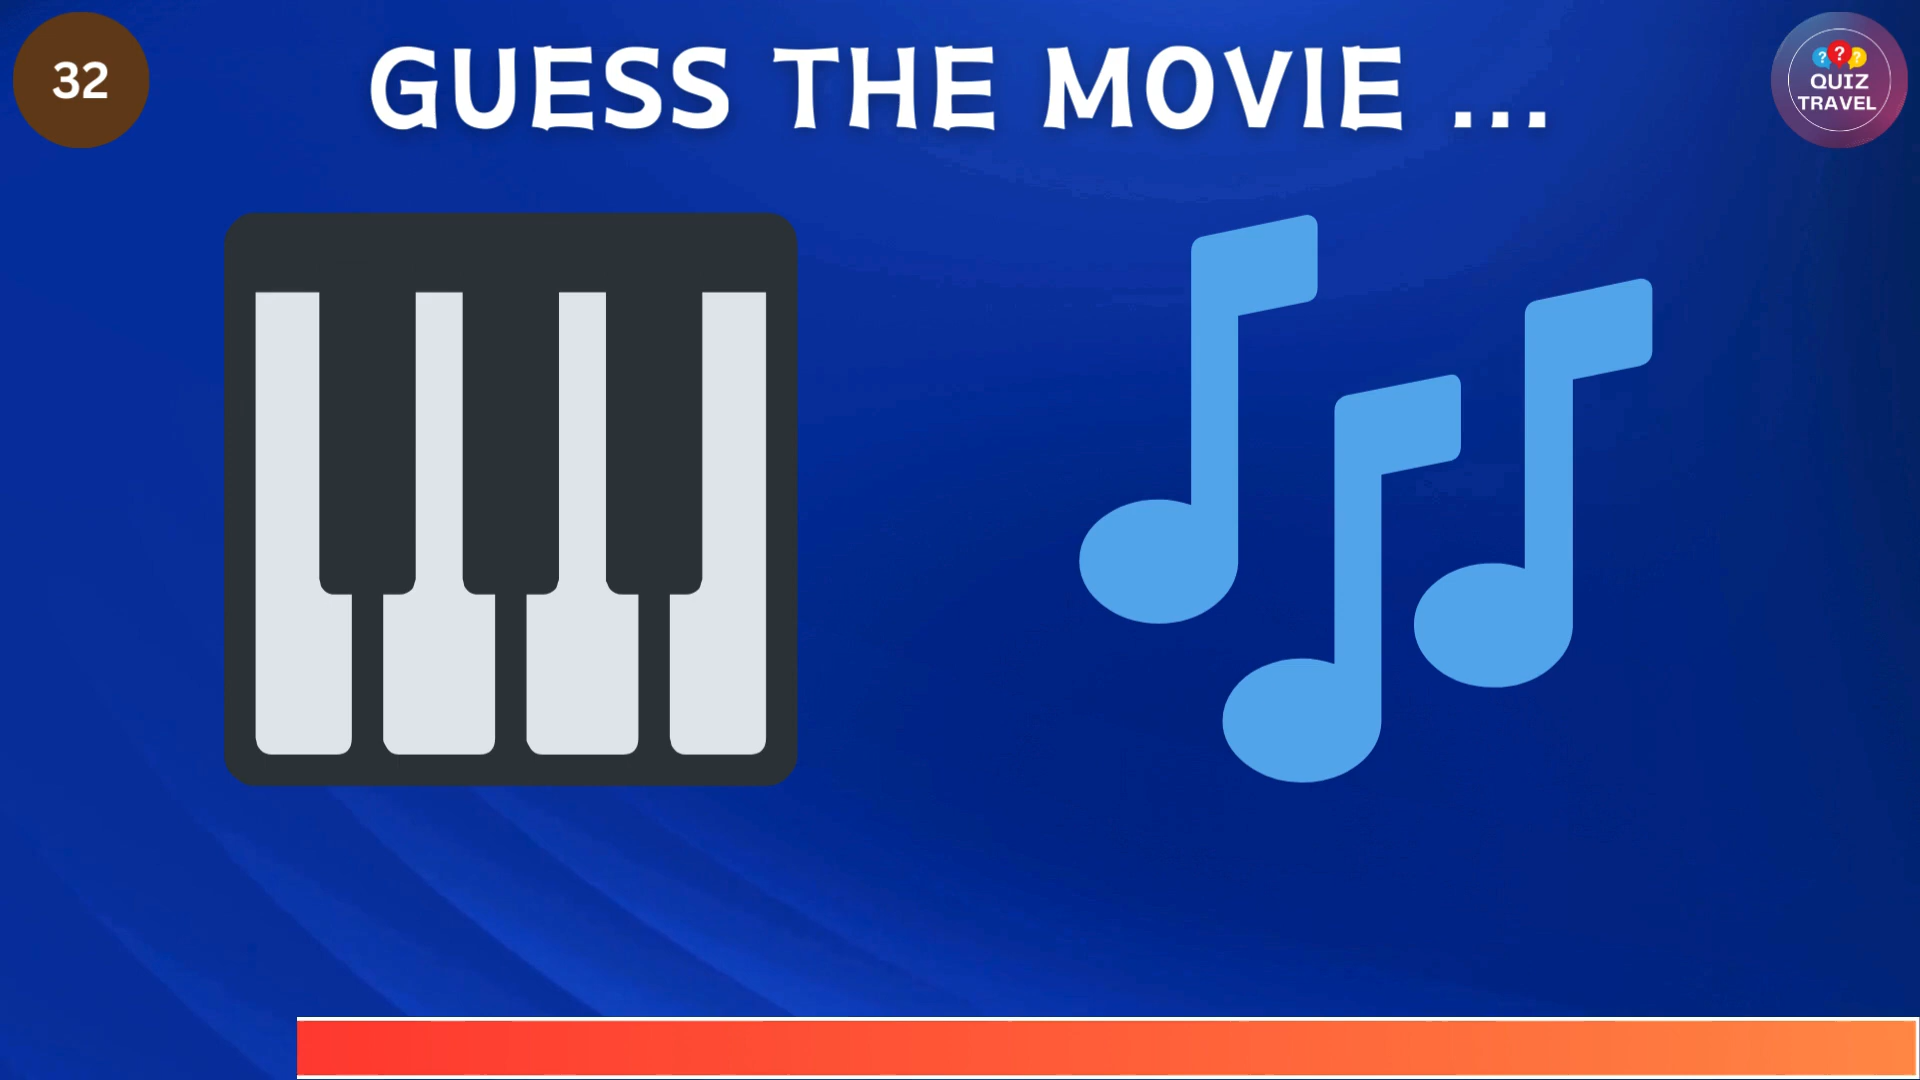 32
GUESS THE MOVIE ...
? ? ?
QUIZ
TRAVEL